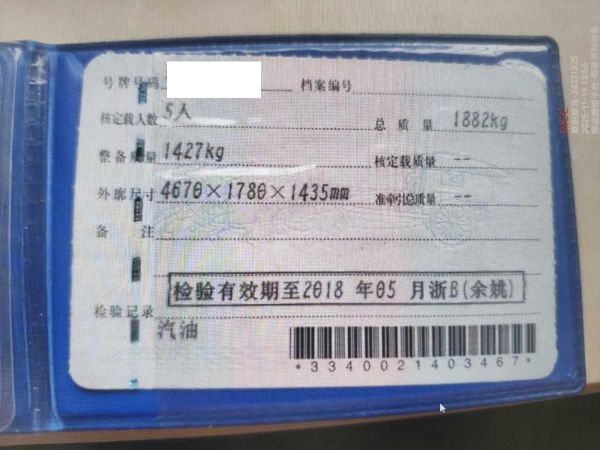 号牌号码 档案编号
核定载人数 5人 总质量 1882kg
整备质量 1427kg 核定载质量 --
外廓尺寸 4670×1780×1435mm 准牵引总质量 --
备注
检验有效期至2018 年05 月浙B(余姚)
检验记录
汽油
*3340021403467*